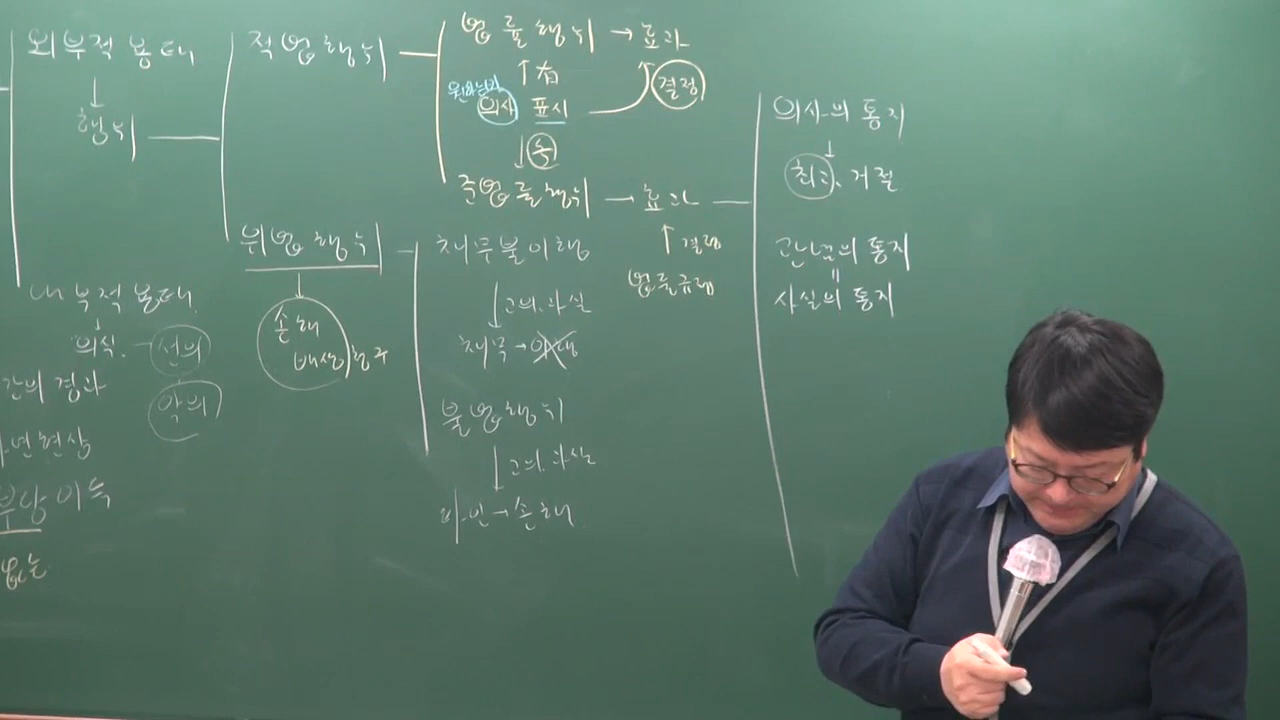 외부적 용태
↓
행위
적법행위
법률행위 → 효과
↑ 有
의사 표시
결정
↓ 無
준법률행위 → 효과
↑ 결정
법률규정
의사의 통지
↓
최고, 거절
관념의 통지
=
사실의 통지
위법행위
↓
손해
배상청구
채무불이행
↓ 고의.과실
채무 → 이행
불법행위
↓ 고의.과실
타인 → 손해
내부적 용태
↓
의식.
선의
악의
간의 경과
연현상
부당이득
없는